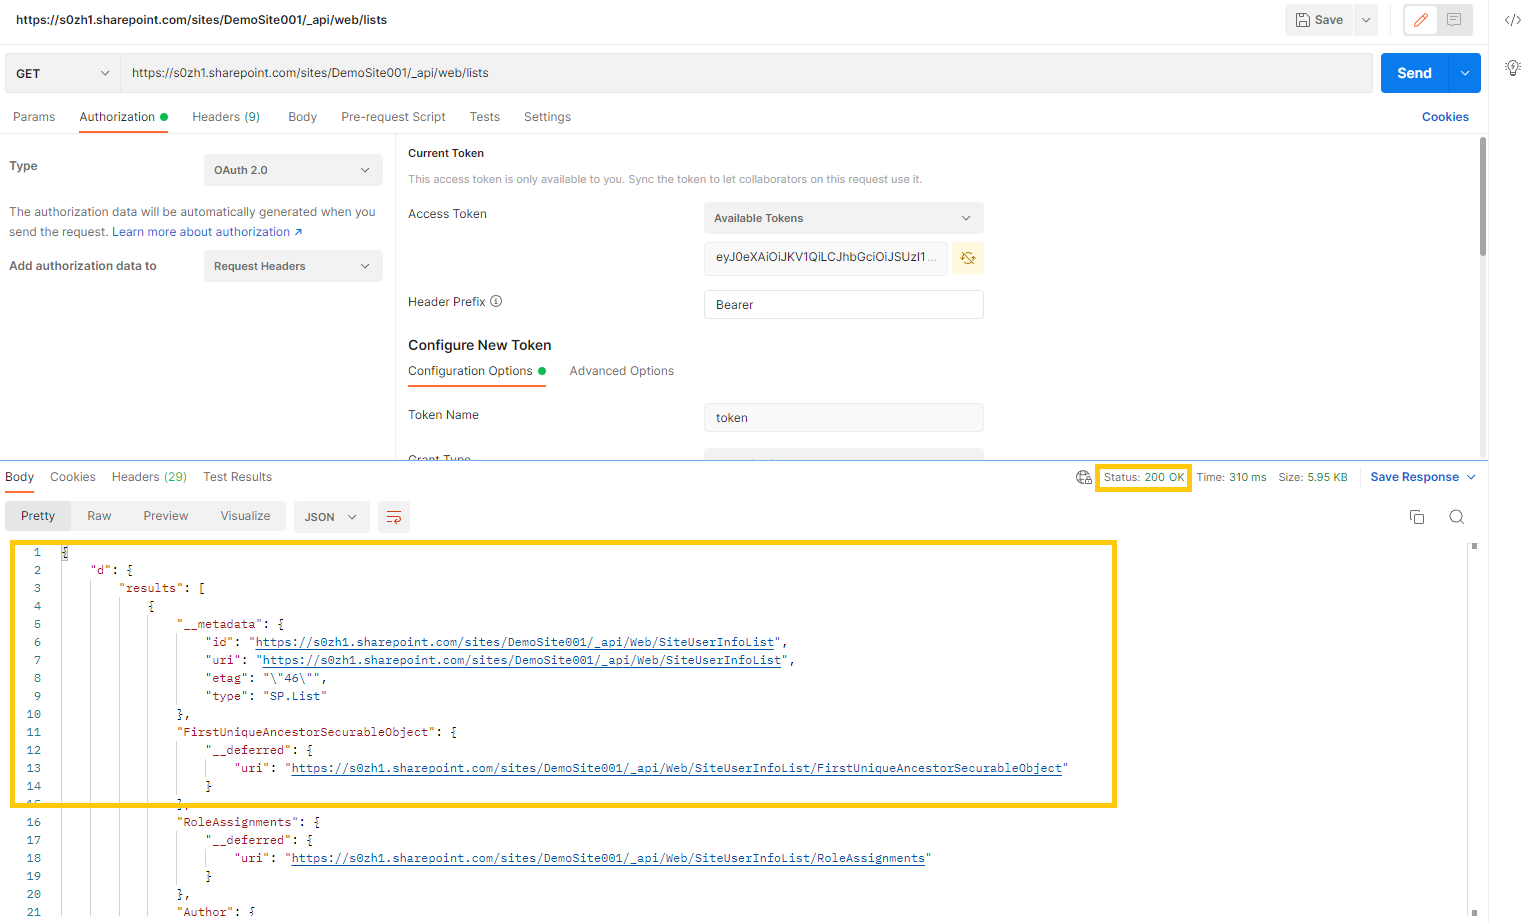 https://s0zh1.sharepoint.com/sites/DemoSite001/_api/web/lists
Save
GET
https://s0zh1.sharepoint.com/sites/DemoSite001/_api/web/lists
Send
Params
Authorization
Headers (9)
Body
Pre-request Script
Tests
Settings
Cookies
Type
OAuth 2.0
The authorization data will be automatically generated when you
send the request. Learn more about authorization ↗
Add authorization data to
Request Headers
Current Token
This access token is only available to you. Sync the token to let collaborators on this request use it.
Access Token
Available Tokens
eyJ0eXAiOiJKV1QiLCJhbGciOiJSUzI1...
Header Prefix
Bearer
Configure New Token
Configuration Options
Advanced Options
Token Name
token
Grant Type
Body
Cookies
Headers (29)
Test Results
Status: 200 OK
Time: 310 ms
Size: 5.95 KB
Save Response
Pretty
Raw
Preview
Visualize
JSON
1 {
2 "d": {
3 "results": [
4 {
5 "__metadata": {
6 "id": "https://s0zh1.sharepoint.com/sites/DemoSite001/_api/Web/SiteUserInfoList",
7 "uri": "https://s0zh1.sharepoint.com/sites/DemoSite001/_api/Web/SiteUserInfoList",
8 "etag": "\"46\"",
9 "type": "SP.List"
10 },
11 "FirstUniqueAncestorSecurableObject": {
12 "__deferred": {
13 "uri": "https://s0zh1.sharepoint.com/sites/DemoSite001/_api/Web/SiteUserInfoList/FirstUniqueAncestorSecurableObject"
14 }
15 },
16 "RoleAssignments": {
17 "__deferred": {
18 "uri": "https://s0zh1.sharepoint.com/sites/DemoSite001/_api/Web/SiteUserInfoList/RoleAssignments"
19 }
20 },
21 "Author": {